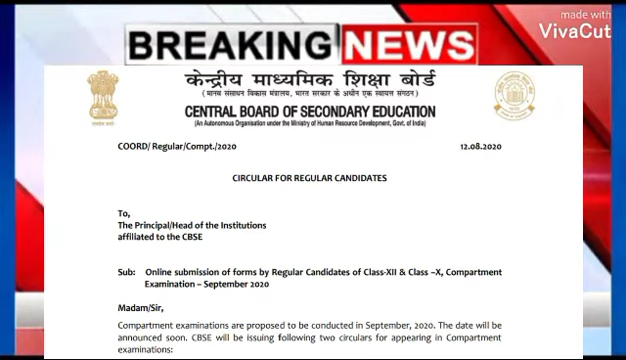 made with
VivaCut
BREAKING NEWS
केन्द्रीय माध्यमिक शिक्षा बोर्ड
(मानव संसाधन विकास मंत्रालय, भारत सरकार के अधीन एक स्वायत्त संगठन)
CENTRAL BOARD OF SECONDARY EDUCATION
(An Autonomous Organisation under the Ministry of Human Resource Development, Govt. of India)
COORD/ Regular/Compt./2020 12.08.2020
CIRCULAR FOR REGULAR CANDIDATES
To,
The Principal/Head of the Institutions
affiliated to the CBSE
Sub: Online submission of forms by Regular Candidates of Class-XII & Class –X, Compartment
Examination – September 2020
Madam/Sir,
Compartment examinations are proposed to be conducted in September, 2020. The date will be
announced soon. CBSE will be issuing following two circulars for appearing in Compartment
examinations: